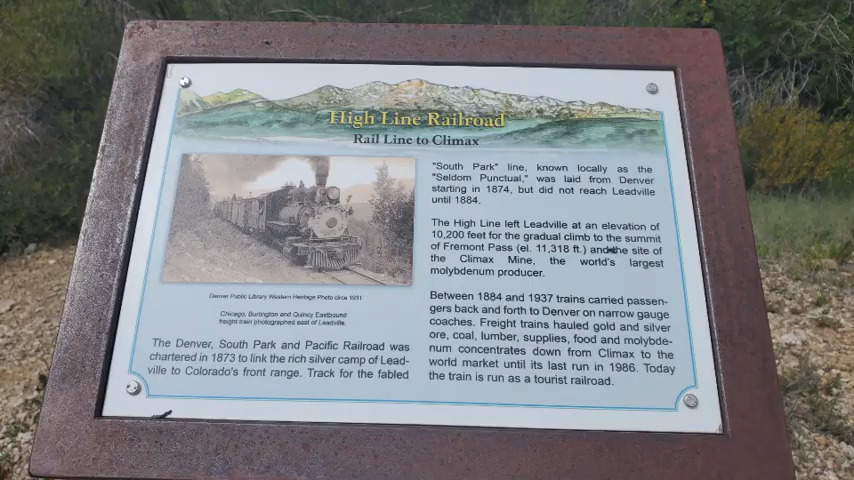 High Line Railroad
Rail Line to Climax
Denver Public Library Western Heritage Photo circa 1931
Chicago, Burlington and Quincy Eastbound
freight train photographed east of Leadville.
The Denver, South Park and Pacific Railroad was
chartered in 1873 to link the rich silver camp of Lead-
ville to Colorado's front range. Track for the fabled
"South Park" line, known locally as the
"Seldom Punctual," was laid from Denver
starting in 1874, but did not reach Leadville
until 1884.
The High Line left Leadville at an elevation of
10,200 feet for the gradual climb to the summit
of Fremont Pass (el. 11,318 ft.) and the site of
the Climax Mine, the world's largest
molybdenum producer.
Between 1884 and 1937 trains carried passen-
gers back and forth to Denver on narrow gauge
coaches. Freight trains hauled gold and silver
ore, coal, lumber, supplies, food and molybde-
num concentrates down from Climax to the
world market until its last run in 1986. Today
the train is run as a tourist railroad.